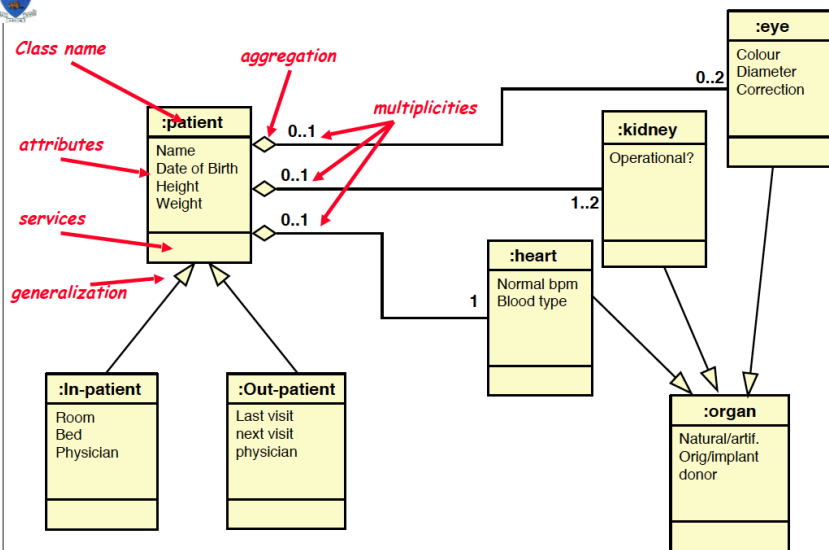 Class name
aggregation
multiplicities
attributes
services
generalization
:patient
Name
Date of Birth
Height
Weight
0..1
0..1
0..1
0..2
1..2
1
:eye
Colour
Diameter
Correction
:kidney
Operational?
:heart
Normal bpm
Blood type
:In-patient
Room
Bed
Physician
:Out-patient
Last visit
next visit
physician
:organ
Natural/artif.
Orig/implant
donor